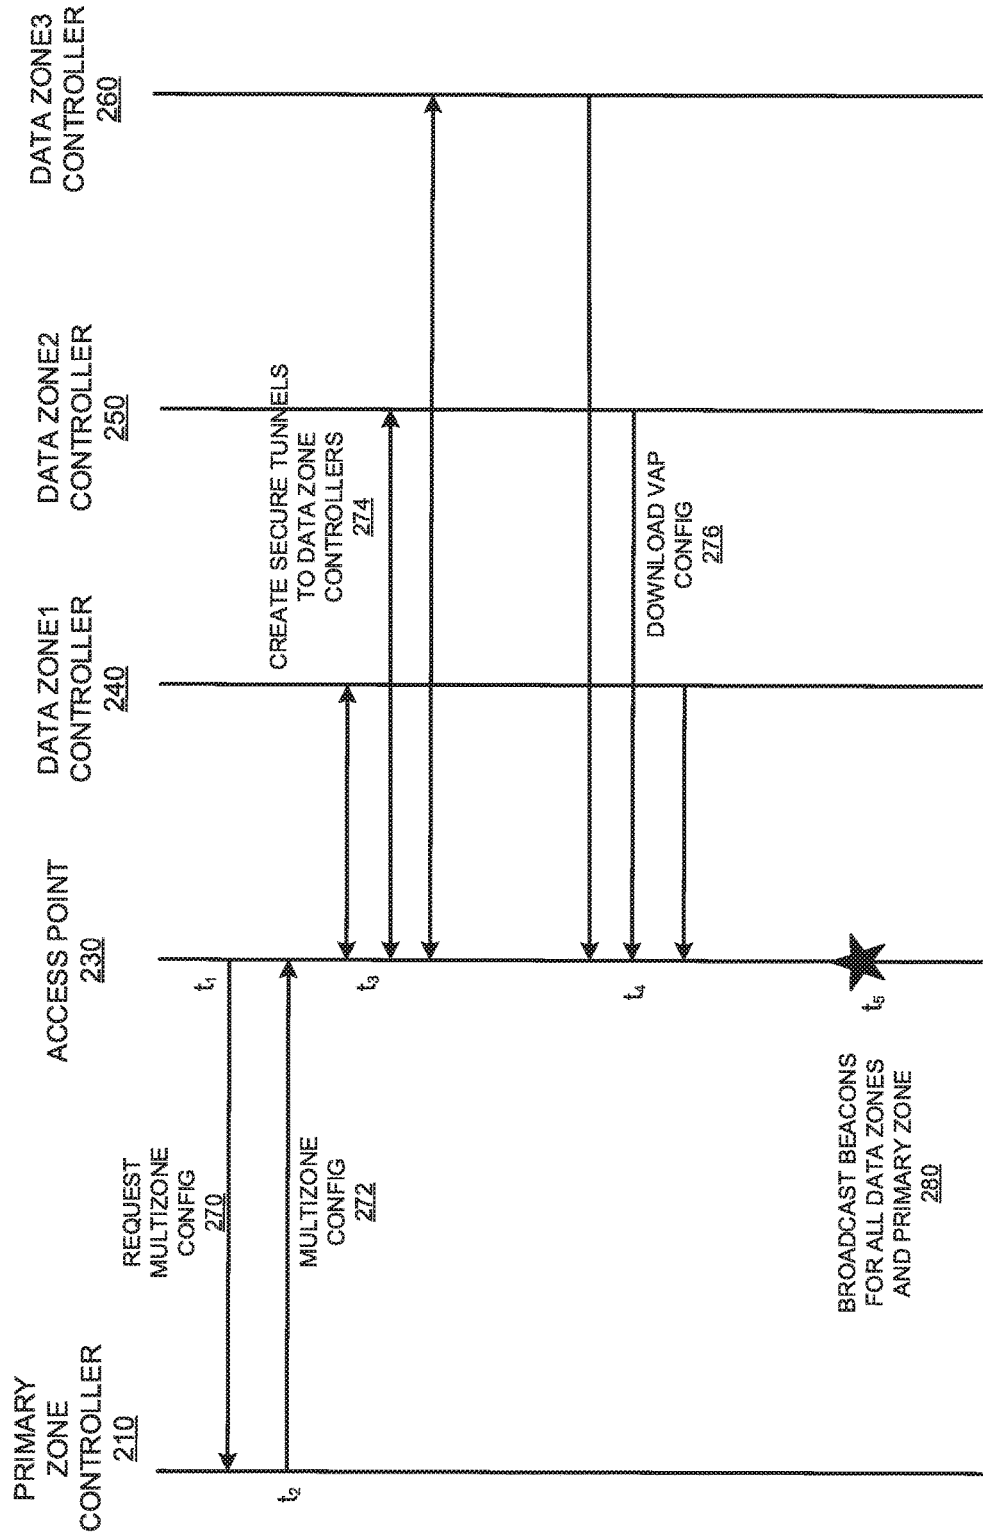 PRIMARY
ZONE
CONTROLLER
210
ACCESS POINT
230
DATA ZONE1
CONTROLLER
240
DATA ZONE2
CONTROLLER
250
DATA ZONE3
CONTROLLER
260
REQUEST
MULTIZONE
CONFIG
270
t1
MULTIZONE
CONFIG
272
t2
CREATE SECURE TUNNELS
TO DATA ZONE
CONTROLLERS
274
t3
DOWNLOAD VAP
CONFIG
276
t4
BROADCAST BEACONS
FOR ALL DATA ZONES
AND PRIMARY ZONE
280
t5